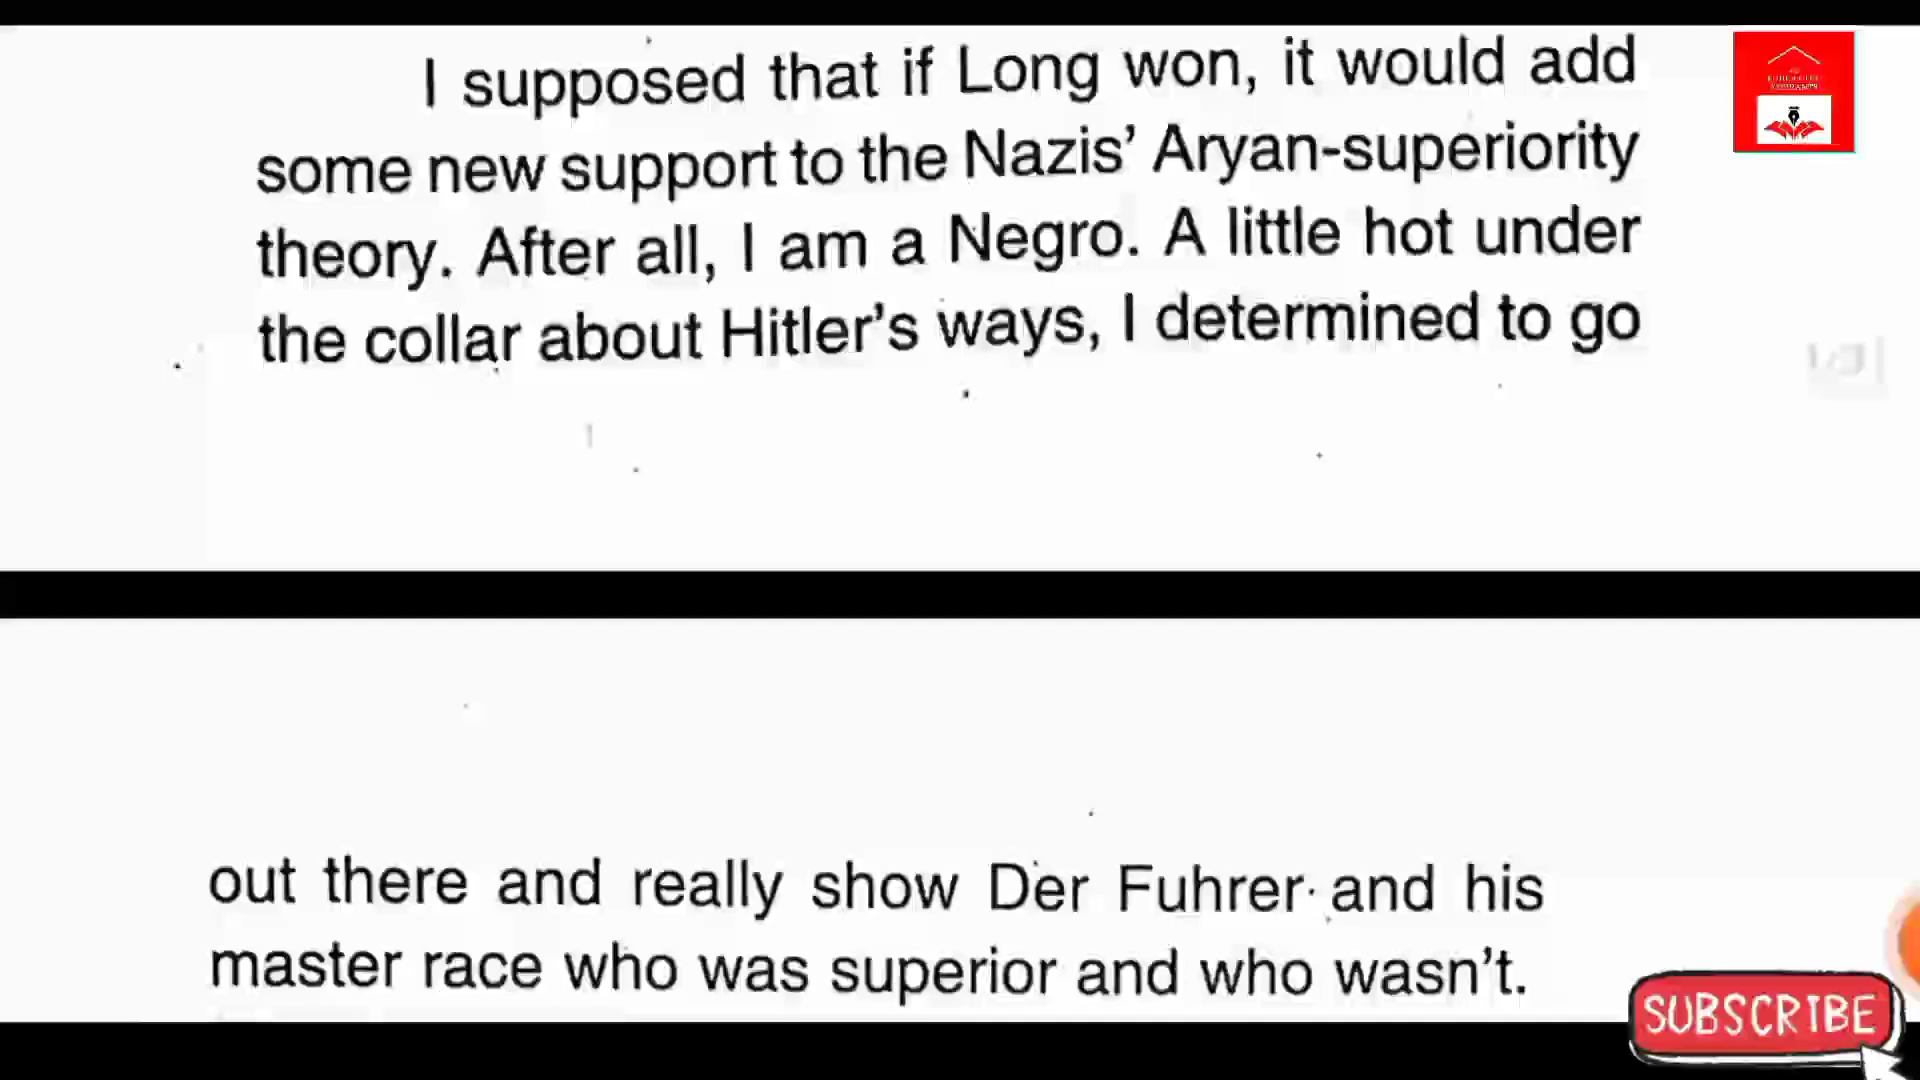 I supposed that if Long won, it would add
some new support to the Nazis' Aryan-superiority
theory. After all, I am a Negro. A little hot under
the collar about Hitler's ways, I determined to go
out there and really show Der Fuhrer and his
master race who was superior and who wasn't.
SUBSCRIBE